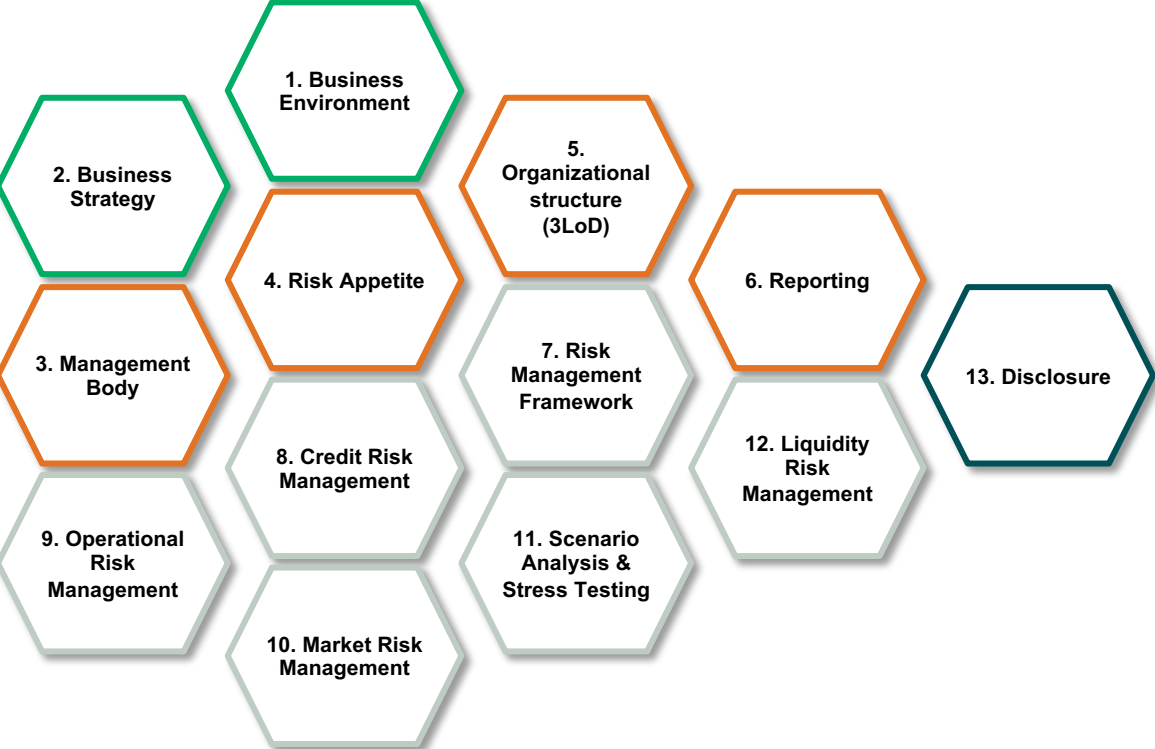 1. Business
Environment
2. Business
Strategy
3. Management
Body
4. Risk Appetite
5.
Organizational
structure
(3LoD)
6. Reporting
7. Risk
Management
Framework
8. Credit Risk
Management
9. Operational
Risk
Management
10. Market Risk
Management
11. Scenario
Analysis &
Stress Testing
12. Liquidity
Risk
Management
13. Disclosure